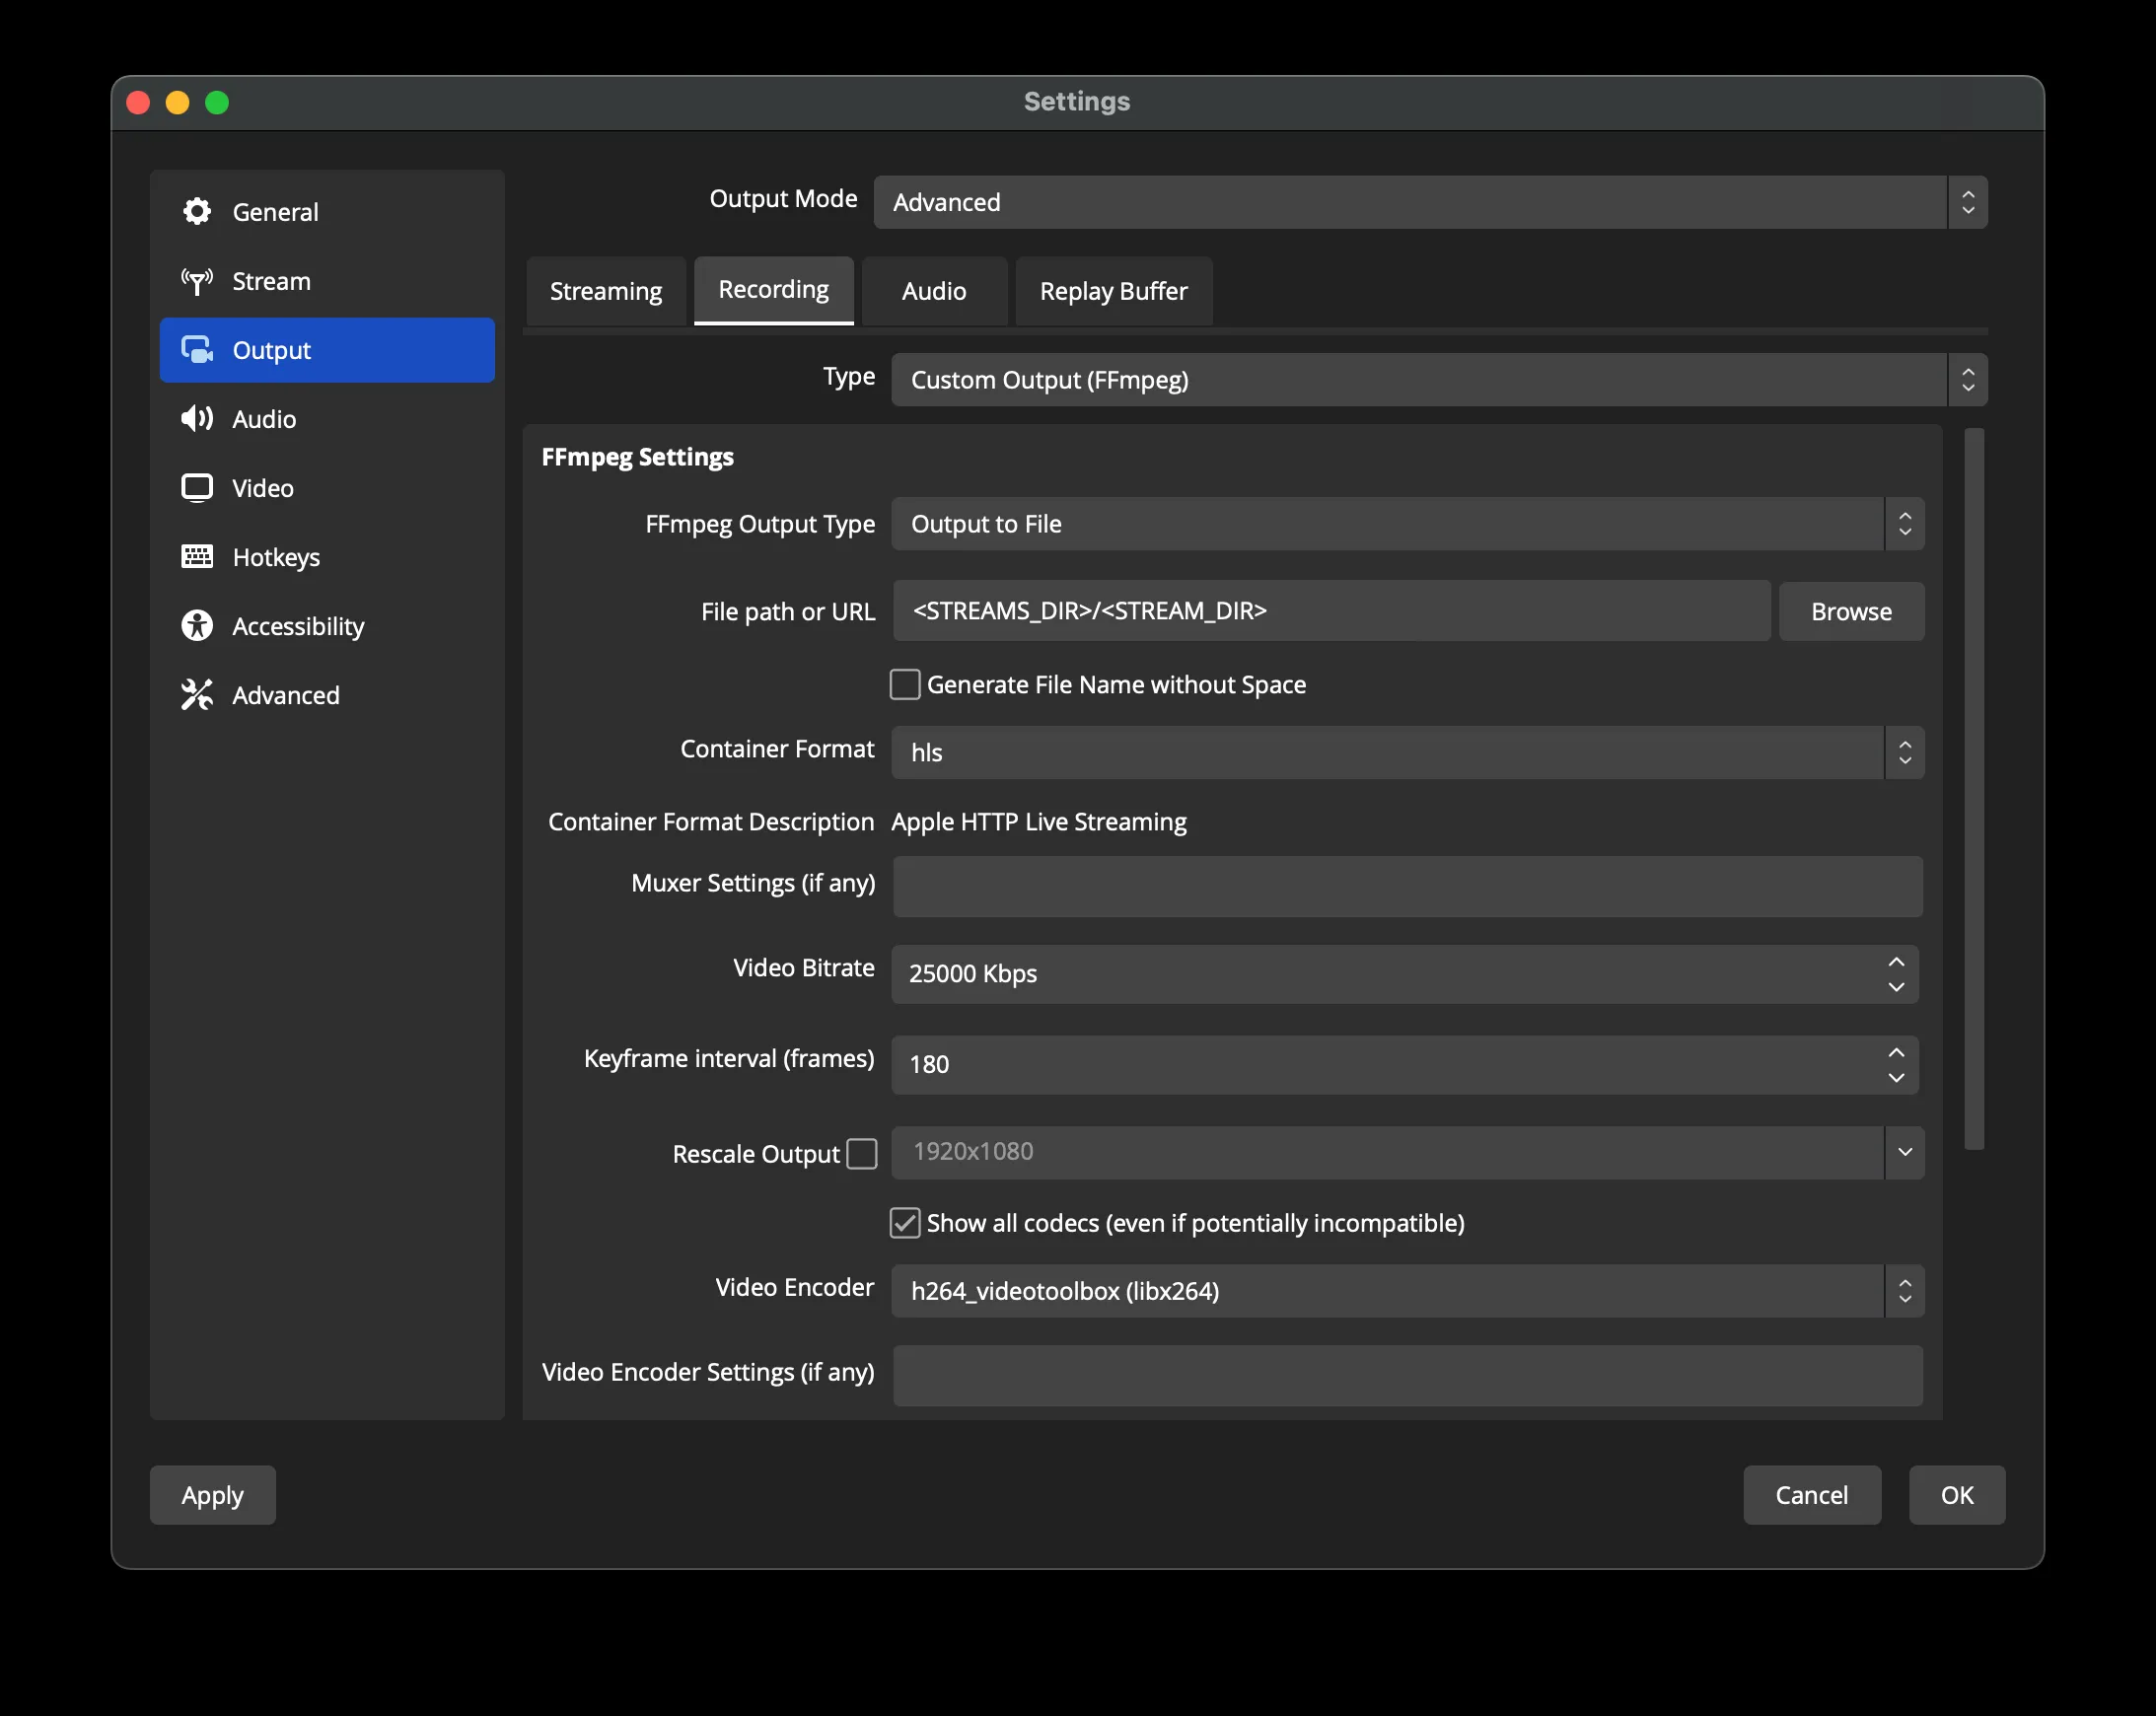 Settings
General
Stream
Output
Audio
Video
Hotkeys
Accessibility
Advanced
Output Mode Advanced
Streaming Recording Audio Replay Buffer
Type Custom Output (FFmpeg)
FFmpeg Settings
FFmpeg Output Type Output to File
File path or URL <STREAMS_DIR>/<STREAM_DIR> Browse
Generate File Name without Space
Container Format hls
Container Format Description Apple HTTP Live Streaming
Muxer Settings (if any)
Video Bitrate 25000 Kbps
Keyframe interval (frames) 180
Rescale Output 1920x1080
Show all codecs (even if potentially incompatible)
Video Encoder h264_videotoolbox (libx264)
Video Encoder Settings (if any)
Apply Cancel OK